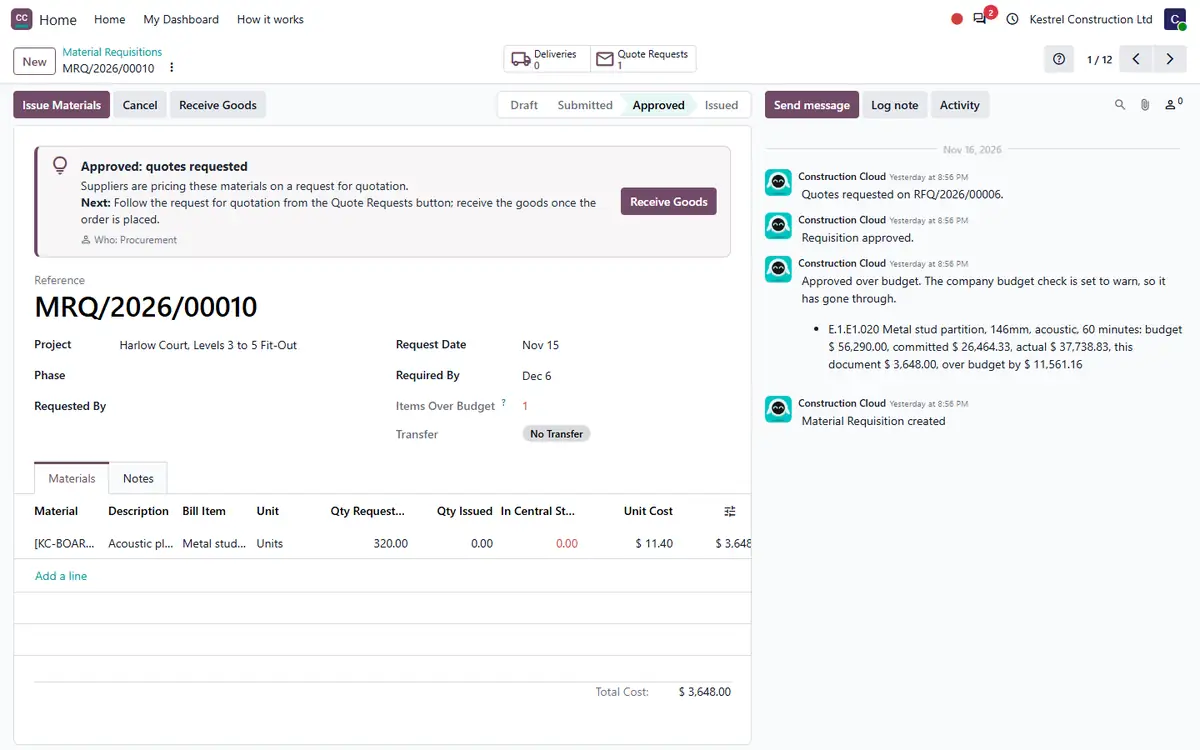 CC Home Home My Dashboard How it works
2 Kestrel Construction Ltd C
New Material Requisitions
MRQ/2026/00010
Deliveries
0
Quote Requests
1
1 / 12
Issue Materials Cancel Receive Goods
Draft Submitted Approved Issued
Send message Log note Activity
0
Approved: quotes requested
Suppliers are pricing these materials on a request for quotation.
Next: Follow the request for quotation from the Quote Requests button; receive the goods once the
order is placed.
Who: Procurement
Receive Goods
Reference
MRQ/2026/00010
Project Harlow Court, Levels 3 to 5 Fit-Out
Phase
Requested By
Request Date Nov 15
Required By Dec 6
Items Over Budget ? 1
Transfer No Transfer
Materials Notes
Material Description Bill Item Unit Qty Request... Qty Issued In Central St... Unit Cost
[KC-BOAR... Acoustic pl... Metal stud... Units 320.00 0.00 0.00 $ 11.40 $ 3,648
Add a line
Total Cost: $ 3,648.00
Nov 16, 2026
Construction Cloud Yesterday at 8:56 PM
Quotes requested on RFQ/2026/00006.
Construction Cloud Yesterday at 8:56 PM
Requisition approved.
Construction Cloud Yesterday at 8:56 PM
Approved over budget. The company budget check is set to warn, so it
has gone through.
• E.1.E1.020 Metal stud partition, 146mm, acoustic, 60 minutes: budget
$ 56,290.00, committed $ 26,464.33, actual $ 37,738.83, this
document $ 3,648.00, over budget by $ 11,561.16
Construction Cloud Yesterday at 8:56 PM
Material Requisition created